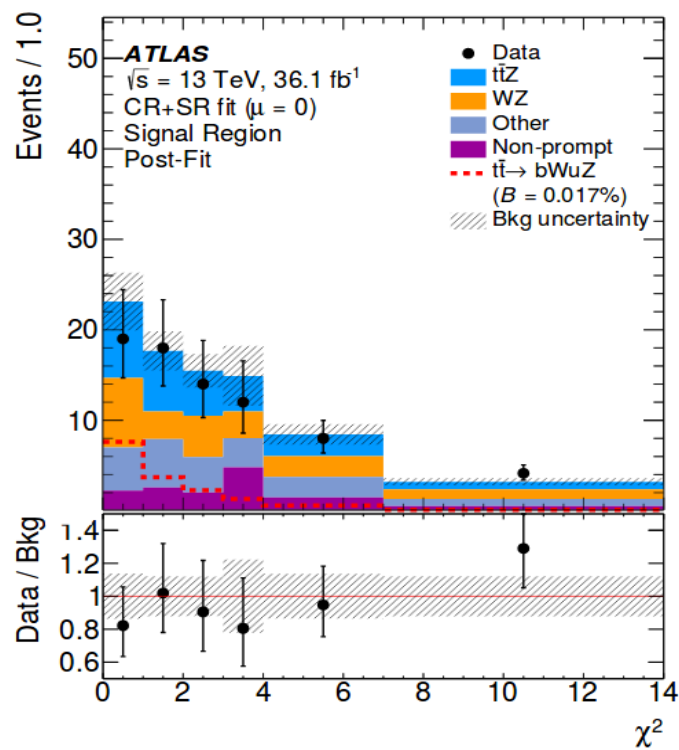 Events / 1.0
50
40
30
20
10
ATLAS
√s = 13 TeV, 36.1 fb⁻¹
CR+SR fit (μ = 0)
Signal Region
Post-Fit
Data
tt̄Z
WZ
Other
Non-prompt
tt̄→ bWuZ
(B = 0.017%)
Bkg uncertainty
Data / Bkg
1.4
1.2
1
0.8
0.6
0 2 4 6 8 10 12 14
χ²